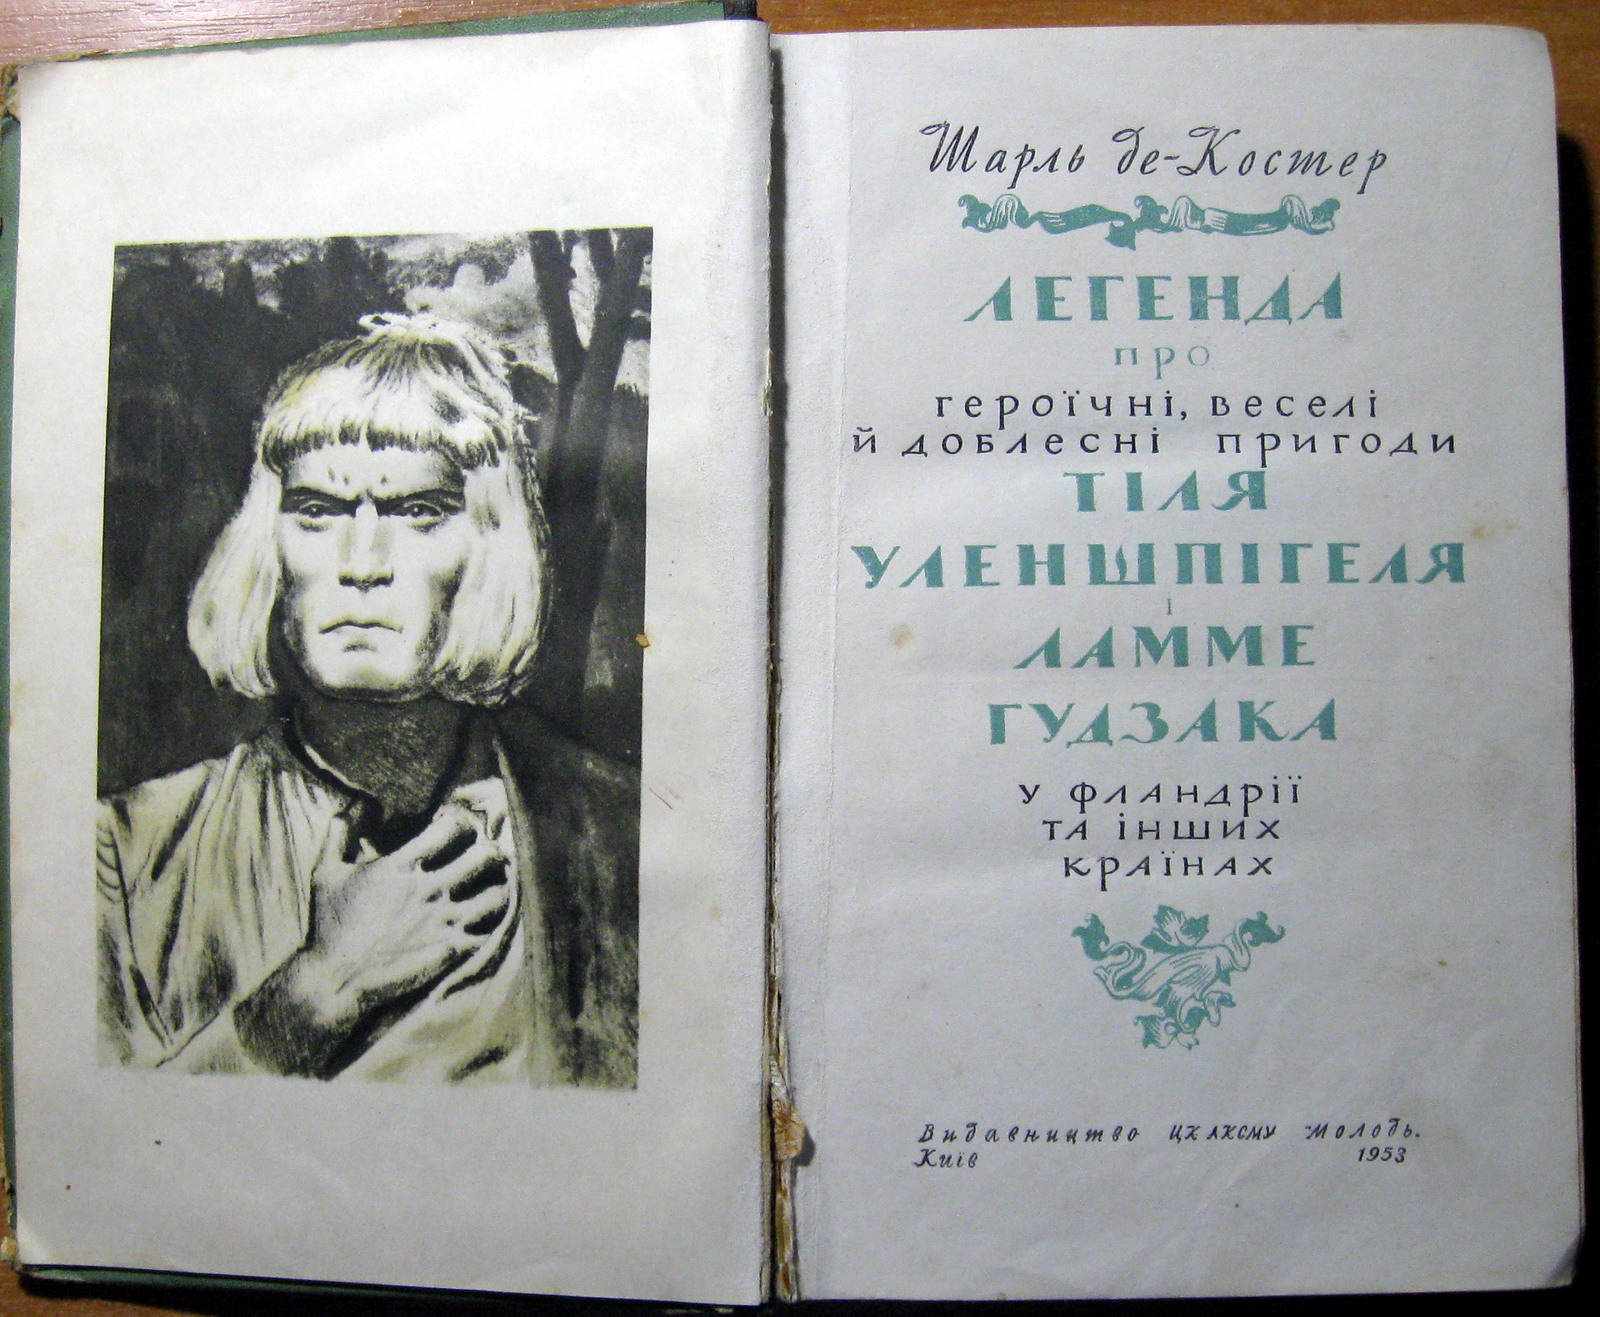 Шарль де-Костер
ЛЕГЕНДА
про
героїчні, веселі
й доблесні пригоди
ТІЛЯ
УЛЕНШПІГЕЛЯ
і
ЛАММЕ
ГУДЗАКА
у Фландрії
та інших
країнах
Видавництво ЦК ЛКСМУ Молодь.
Київ 1953